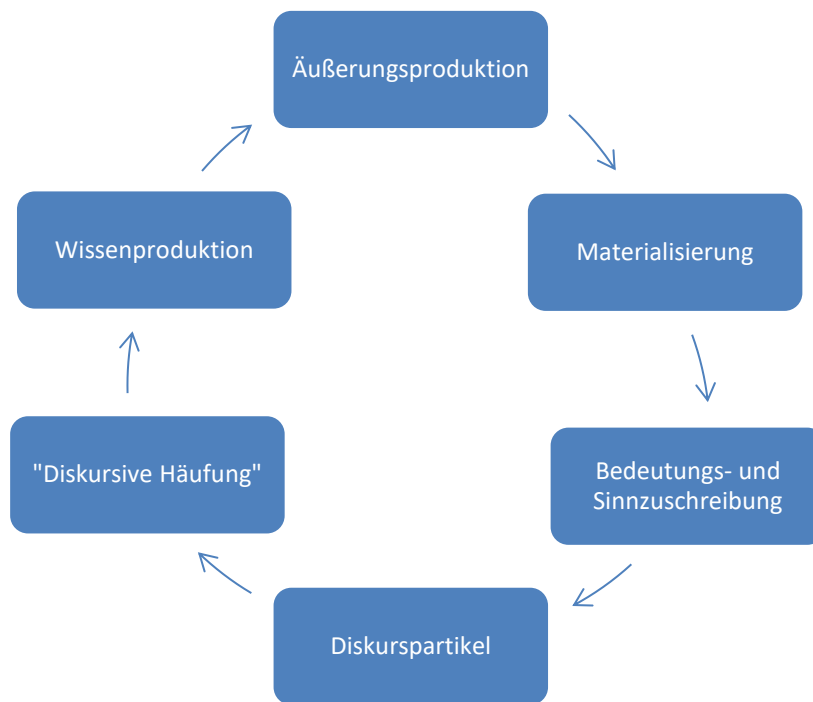 Äußerungsproduktion
Materialisierung
Bedeutungs- und
Sinnzuschreibung
Diskurspartikel
"Diskursive Häufung"
Wissenproduktion